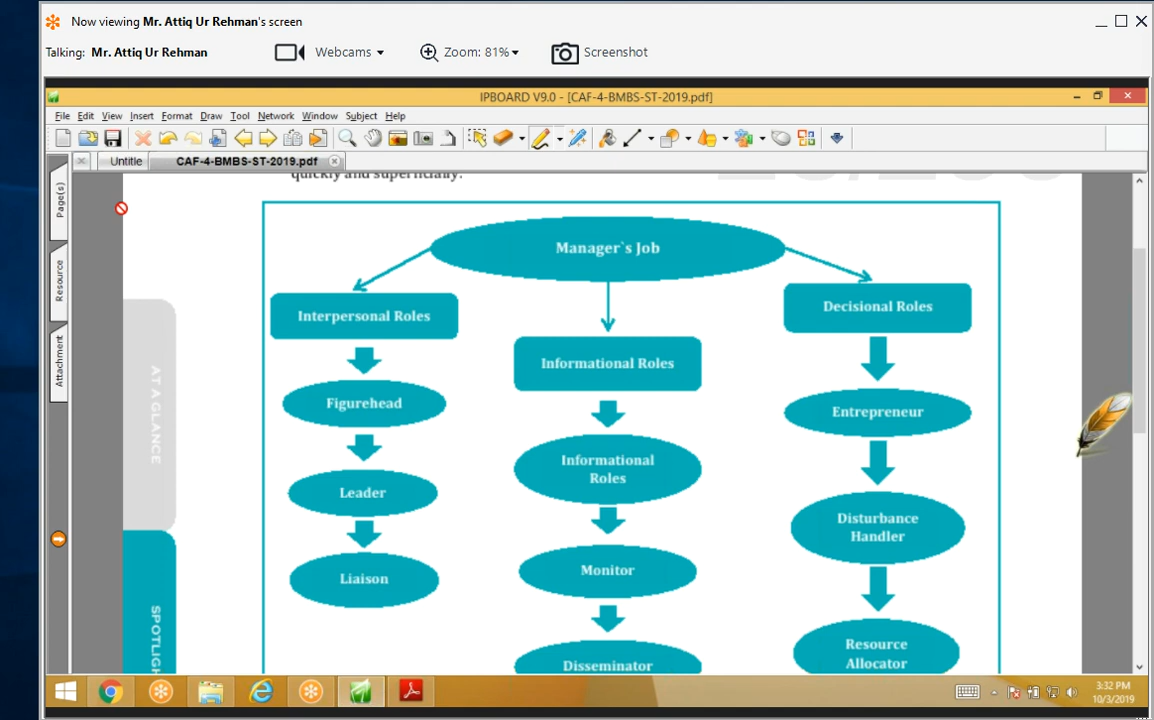 Now viewing Mr. Attiq Ur Rehman's screen
Talking: Mr. Attiq Ur Rehman
Webcams
Zoom: 81%
Screenshot
IPBOARD V9.0 - [CAF-4-BMBS-ST-2019.pdf]
File Edit View Insert Format Draw Tool Network Window Subject Help
Untitle
CAF-4-BMBS-ST-2019.pdf
Page(s)
Resource
Attachment
quickly and superficially.
AT A GLANCE
SPOTLIGH
Manager`s Job
Interpersonal Roles
Figurehead
Leader
Liaison
Informational Roles
Informational
Roles
Monitor
Disseminator
Decisional Roles
Entrepreneur
Disturbance
Handler
Resource
Allocator
3:32 PM
10/3/2019